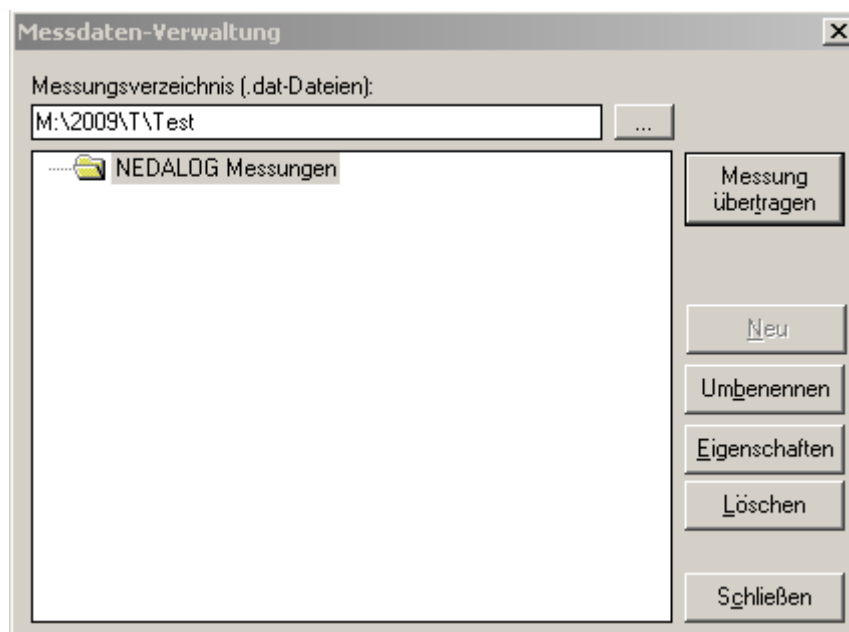 Messdaten-Verwaltung
Messungsverzeichnis (.dat-Dateien):
M:\2009\T\Test
...
NEDALOG Messungen
Messung
übertragen
Neu
Umbenennen
Eigenschaften
Löschen
Schließen